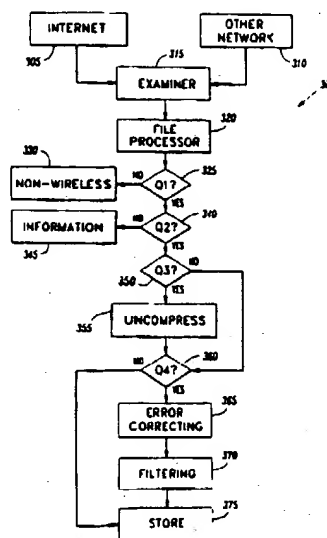 INTERNET
OTHER
NETWORK
305
315
310
EXAMINER
320
FILE
PROCESSOR
330
325
NON-WIRELESS
NO
Q1?
YES
340
INFORMATION
NO
Q2?
345
YES
Q3?
NO
350
YES
355
UNCOMPRESS
NO
Q4?
360
YES
365
ERROR
CORRECTING
370
FILTERING
375
STORE